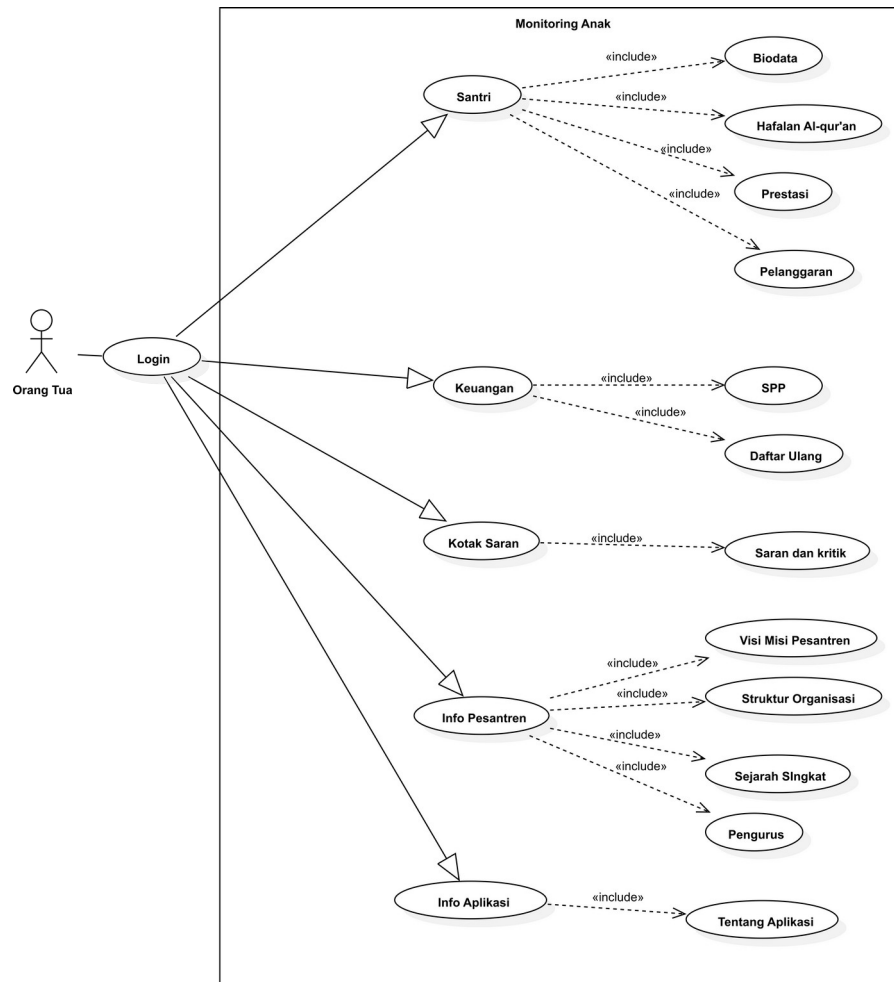 Monitoring Anak
«include»
Biodata
Santri
«include»
Hafalan Al-qur'an
«include»
Prestasi
«include»
Pelanggaran
Orang Tua
Login
Keuangan
«include»
SPP
«include»
Daftar Ulang
Kotak Saran
«include»
Saran dan kritik
Visi Misi Pesantren
«include»
Info Pesantren
«include»
Struktur Organisasi
«include»
Sejarah SIngkat
«include»
Pengurus
Info Aplikasi
«include»
Tentang Aplikasi